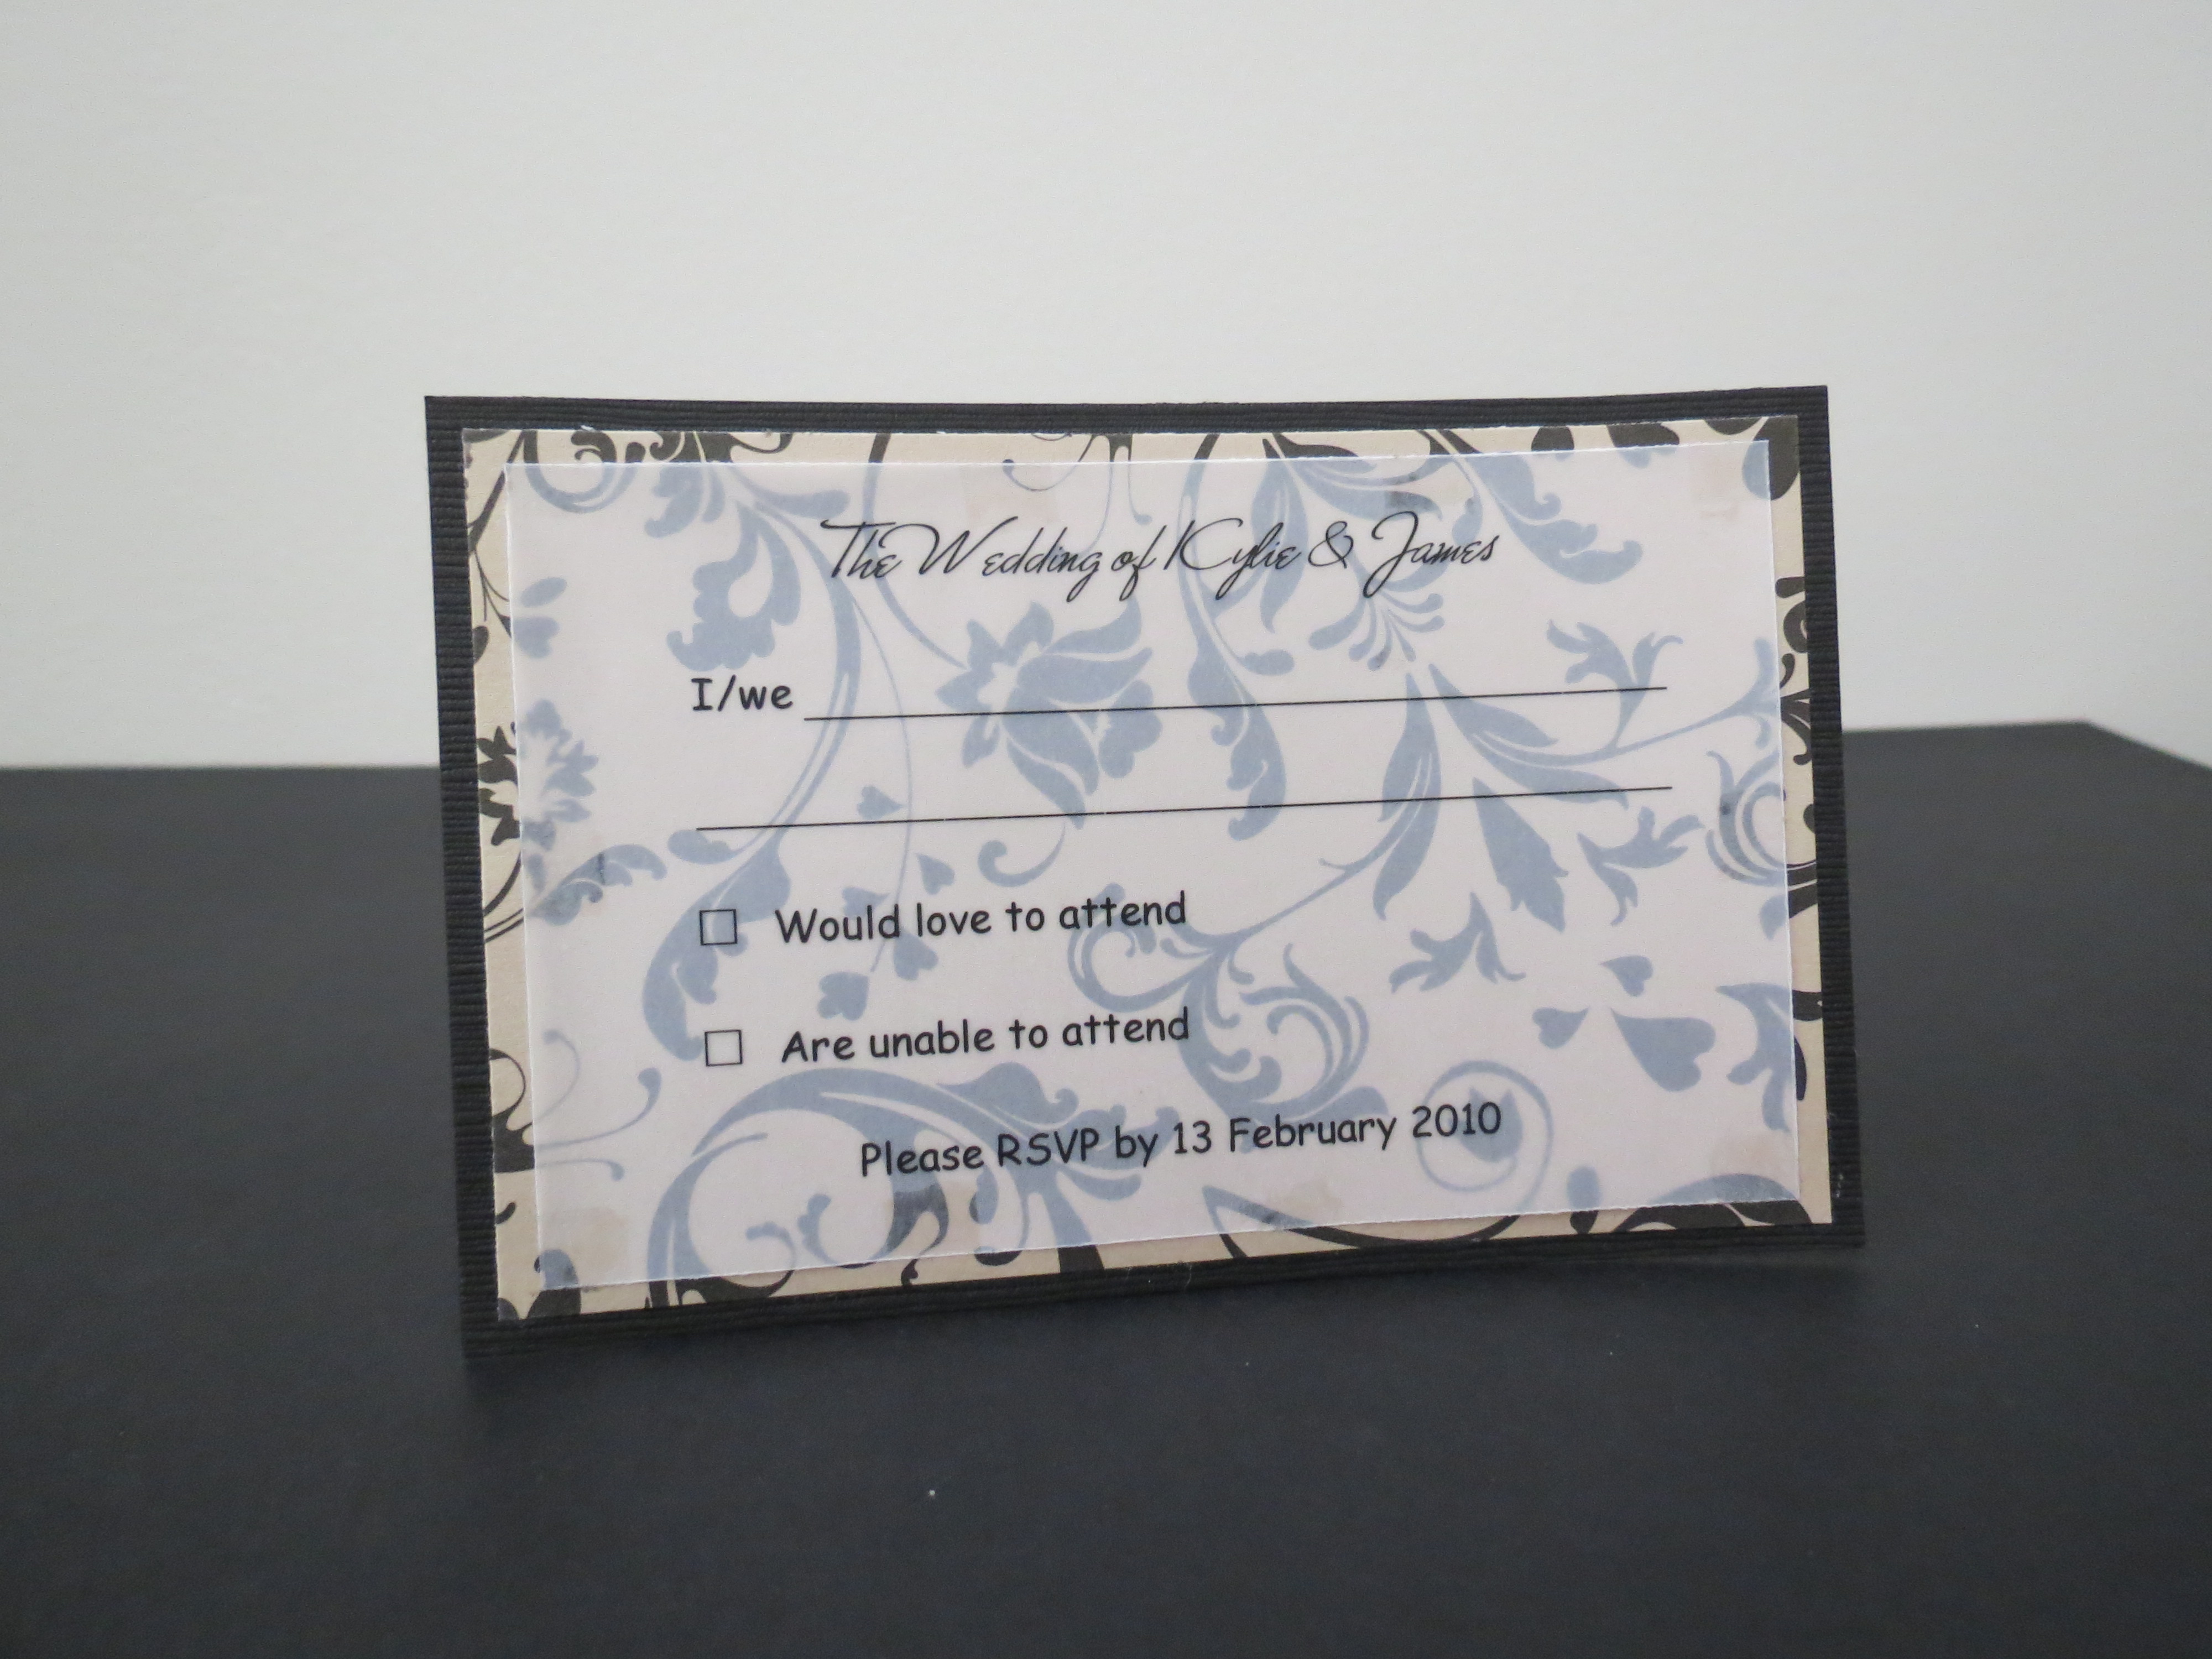 The Wedding of Kylie & James
I/we
Would love to attend
Are unable to attend
Please RSVP by 13 February 2010